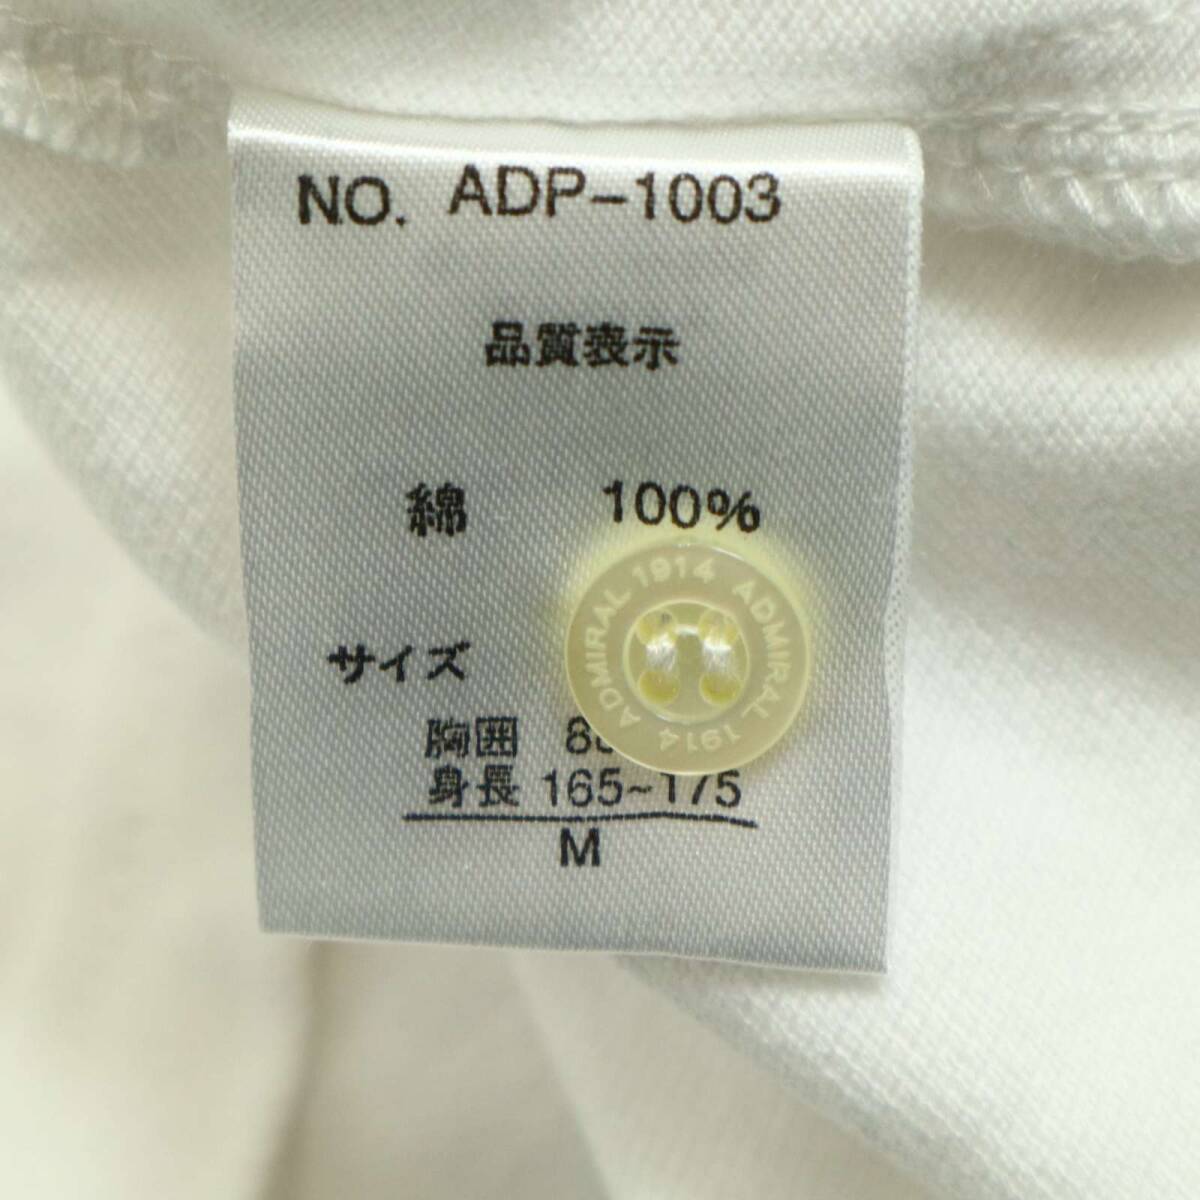 NO. ADP-1003
品質表示
綿 100%
ADMIRAL 1914 ADMIRAL 1914
サイズ
胸囲
身長 165~175
M